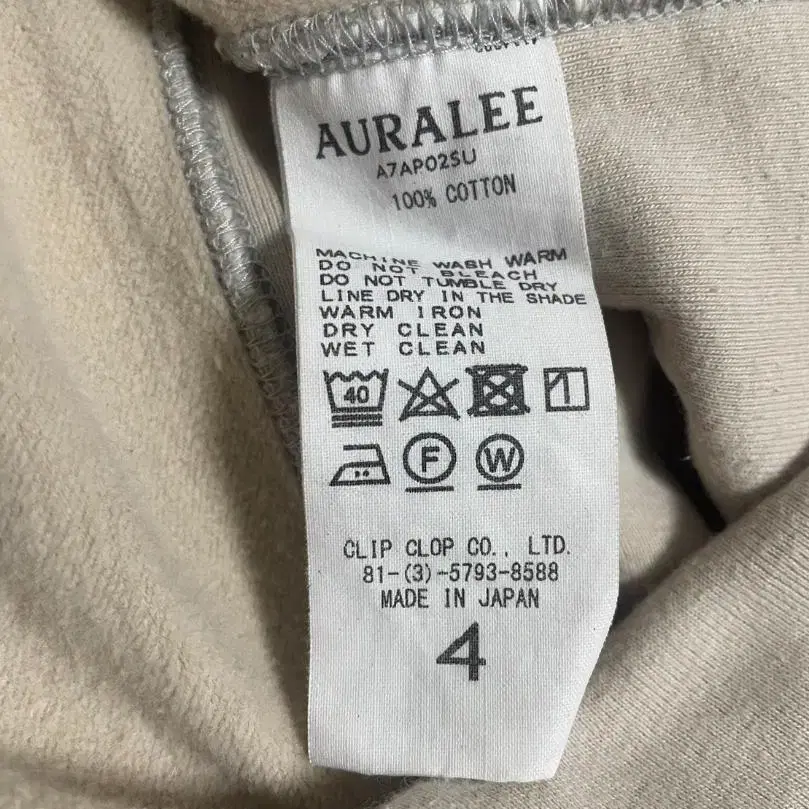 AURALEE
A7AP02SU
100% COTTON
MACHINE WASH WARM
DO NOT BLEACH
DO NOT TUMBLE DRY
LINE DRY IN THE SHADE
WARM IRON
DRY CLEAN
WET CLEAN
40
F W
CLIP CLOP CO., LTD.
81-(3)-5793-8588
MADE IN JAPAN
4